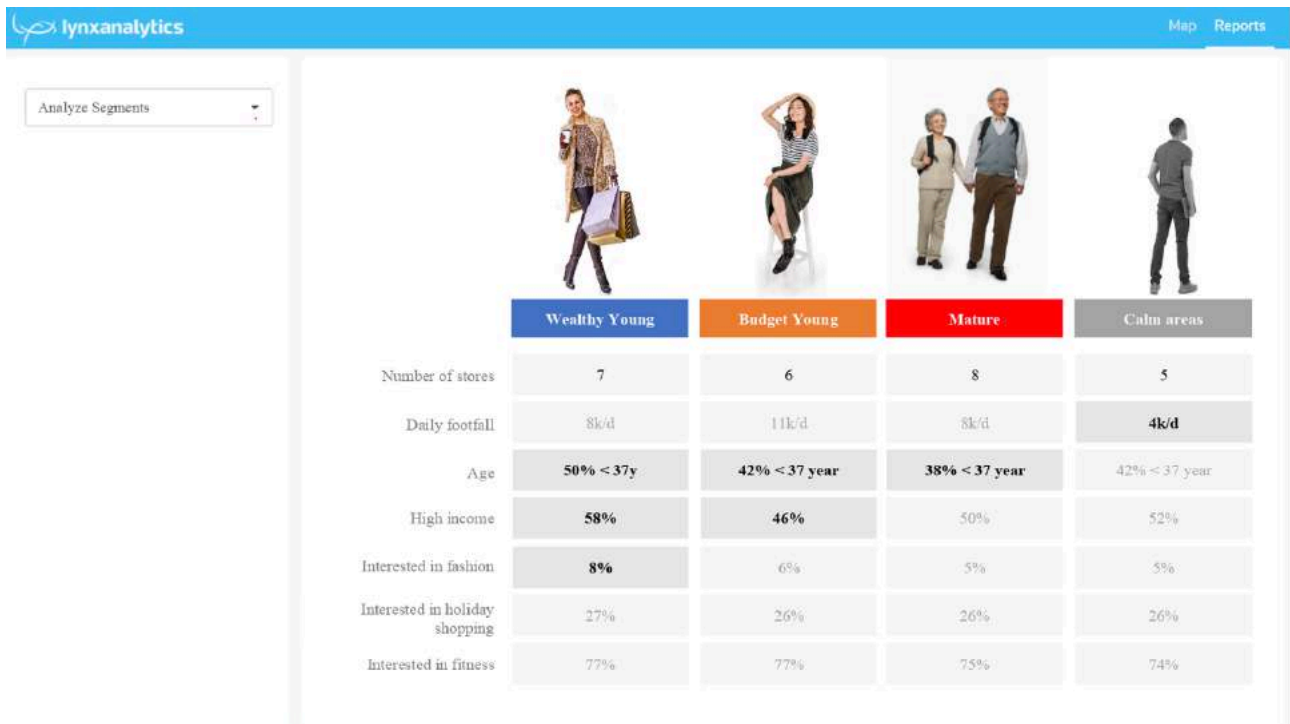 lynxanalytics
Map Reports
Analyze Segments
Wealthy Young Budget Young Mature Calm areas
Number of stores 7 6 8 5
Daily footfall 8k/d 11k/d 8k/d 4k/d
Age 50% < 37y 42% < 37 year 38% < 37 year 42% < 37 year
High income 58% 46% 50% 52%
Interested in fashion 8% 6% 5% 5%
Interested in holiday
shopping 27% 26% 26% 26%
Interested in fitness 77% 77% 75% 74%